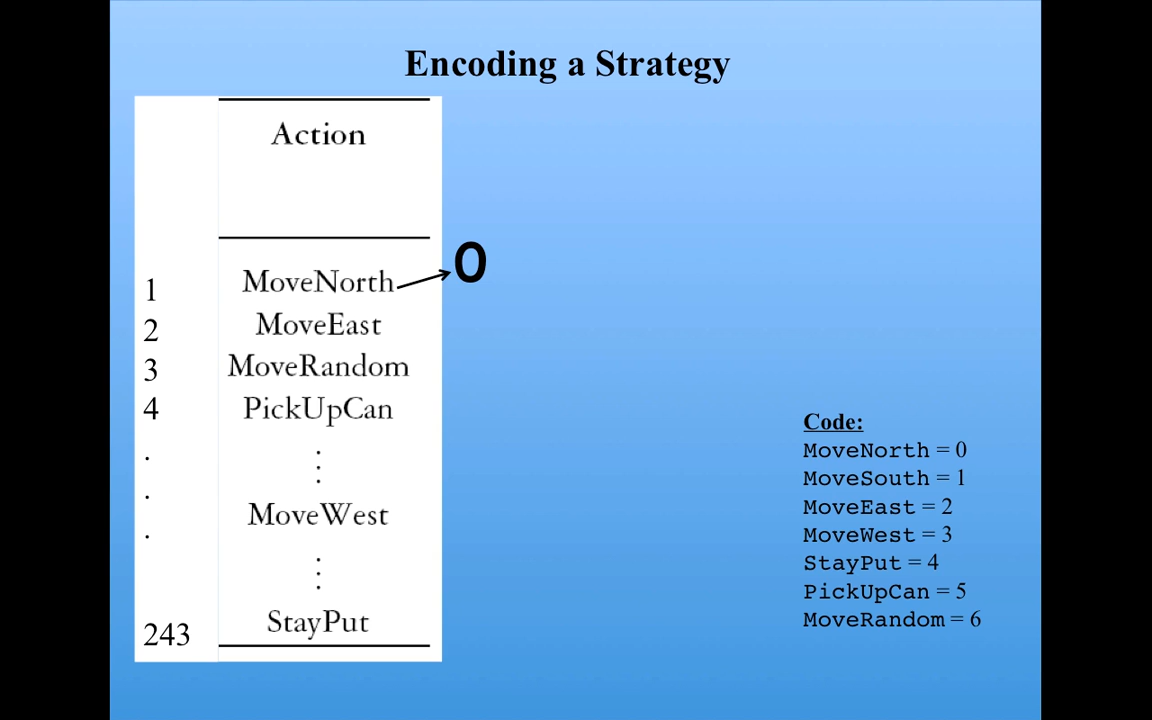 Encoding a Strategy
Action
1 MoveNorth 0
2 MoveEast
3 MoveRandom
4 PickUpCan
. ⋮
.
. MoveWest
⋮
243 StayPut
Code:
MoveNorth = 0
MoveSouth = 1
MoveEast = 2
MoveWest = 3
StayPut = 4
PickUpCan = 5
MoveRandom = 6